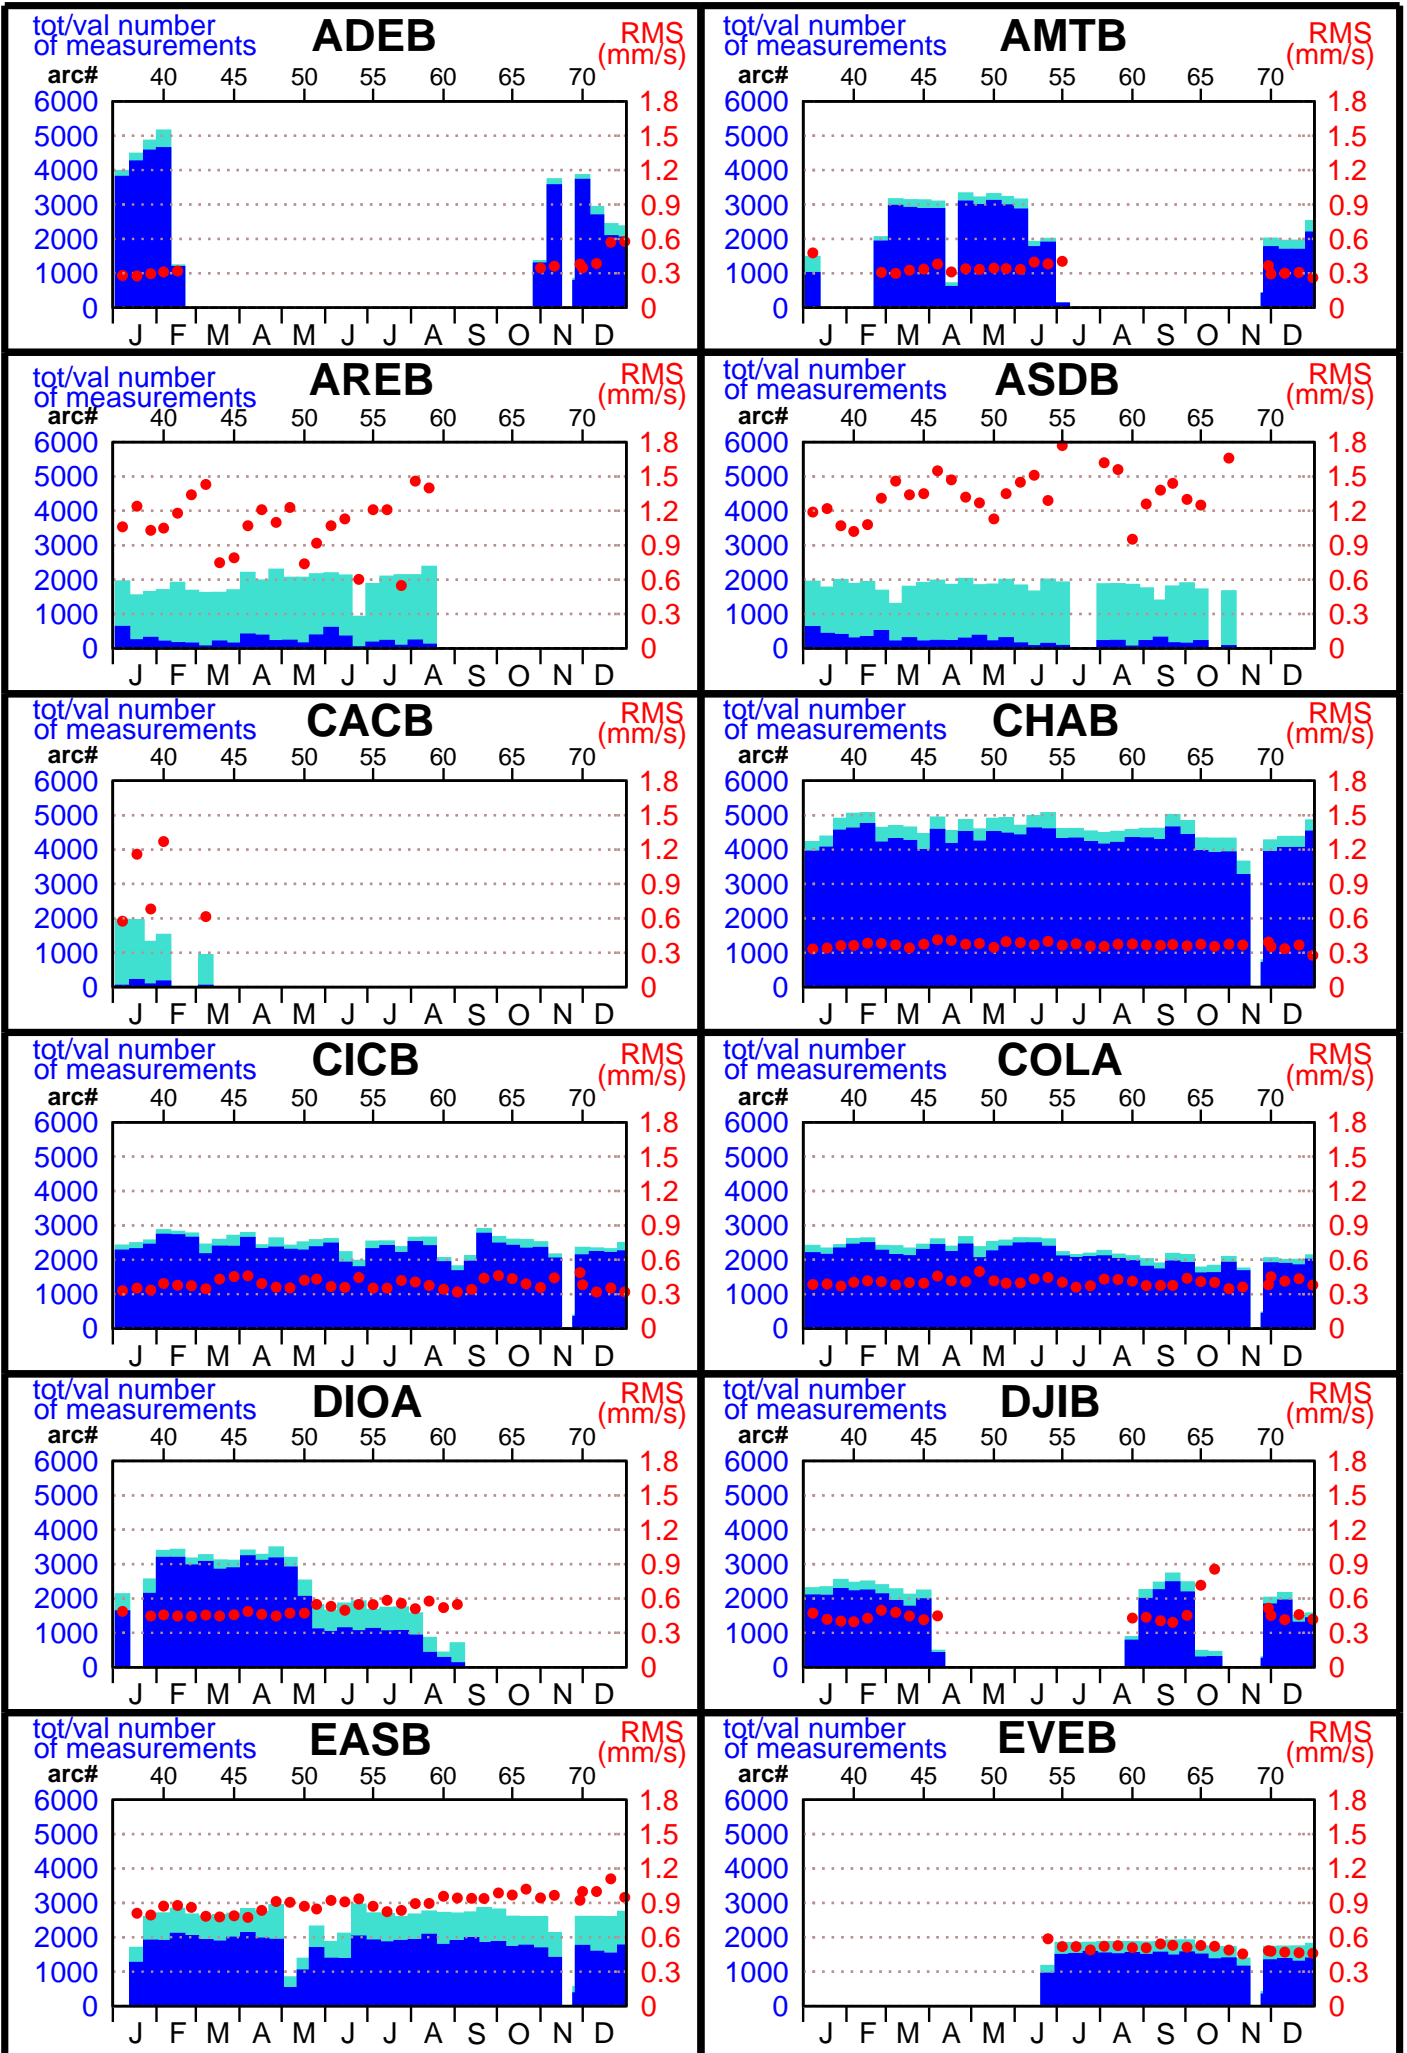 tot/val number of measurements ADEB RMS (mm/s)
arc# 40 45 50 55 60 65 70
6000 1.8
5000 1.5
4000 1.2
3000 0.9
2000 0.6
1000 0.3
0 0
J F M A M J J A S O N D
tot/val number of measurements AMTB RMS (mm/s)
arc# 40 45 50 55 60 65 70
6000 1.8
5000 1.5
4000 1.2
3000 0.9
2000 0.6
1000 0.3
0 0
J F M A M J J A S O N D
tot/val number of measurements AREB RMS (mm/s)
arc# 40 45 50 55 60 65 70
6000 1.8
5000 1.5
4000 1.2
3000 0.9
2000 0.6
1000 0.3
0 0
J F M A M J J A S O N D
tot/val number of measurements ASDB RMS (mm/s)
arc# 40 45 50 55 60 65 70
6000 1.8
5000 1.5
4000 1.2
3000 0.9
2000 0.6
1000 0.3
0 0
J F M A M J J A S O N D
tot/val number of measurements CACB RMS (mm/s)
arc# 40 45 50 55 60 65 70
6000 1.8
5000 1.5
4000 1.2
3000 0.9
2000 0.6
1000 0.3
0 0
J F M A M J J A S O N D
tot/val number of measurements CHAB RMS (mm/s)
arc# 40 45 50 55 60 65 70
6000 1.8
5000 1.5
4000 1.2
3000 0.9
2000 0.6
1000 0.3
0 0
J F M A M J J A S O N D
tot/val number of measurements CICB RMS (mm/s)
arc# 40 45 50 55 60 65 70
6000 1.8
5000 1.5
4000 1.2
3000 0.9
2000 0.6
1000 0.3
0 0
J F M A M J J A S O N D
tot/val number of measurements COLA RMS (mm/s)
arc# 40 45 50 55 60 65 70
6000 1.8
5000 1.5
4000 1.2
3000 0.9
2000 0.6
1000 0.3
0 0
J F M A M J J A S O N D
tot/val number of measurements DIOA RMS (mm/s)
arc# 40 45 50 55 60 65 70
6000 1.8
5000 1.5
4000 1.2
3000 0.9
2000 0.6
1000 0.3
0 0
J F M A M J J A S O N D
tot/val number of measurements DJIB RMS (mm/s)
arc# 40 45 50 55 60 65 70
6000 1.8
5000 1.5
4000 1.2
3000 0.9
2000 0.6
1000 0.3
0 0
J F M A M J J A S O N D
tot/val number of measurements EASB RMS (mm/s)
arc# 40 45 50 55 60 65 70
6000 1.8
5000 1.5
4000 1.2
3000 0.9
2000 0.6
1000 0.3
0 0
J F M A M J J A S O N D
tot/val number of measurements EVEB RMS (mm/s)
arc# 40 45 50 55 60 65 70
6000 1.8
5000 1.5
4000 1.2
3000 0.9
2000 0.6
1000 0.3
0 0
J F M A M J J A S O N D